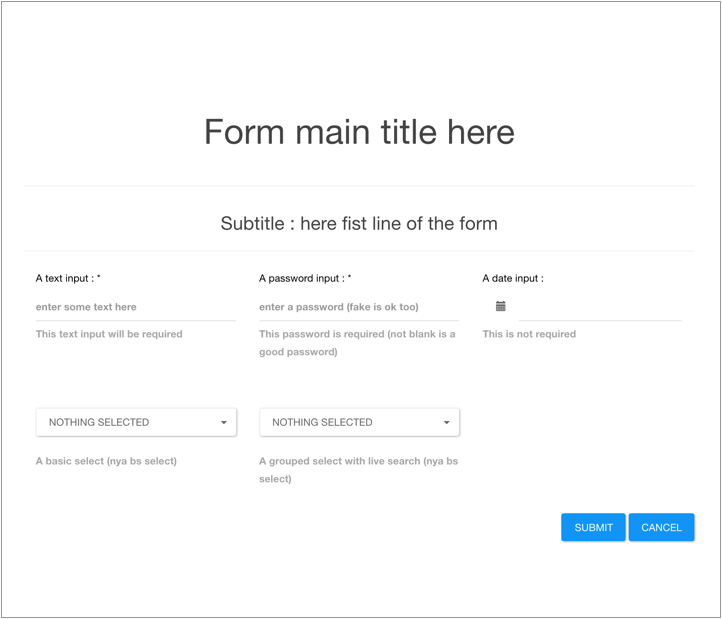 Form main title here
Subtitle : here fist line of the form
A text input : *
A password input : *
A date input :
enter some text here
enter a password (fake is ok too)
This text input will be required
This password is required (not blank is a
good password)
This is not required
NOTHING SELECTED
NOTHING SELECTED
A basic select (nya bs select)
A grouped select with live search (nya bs
select)
SUBMIT
CANCEL